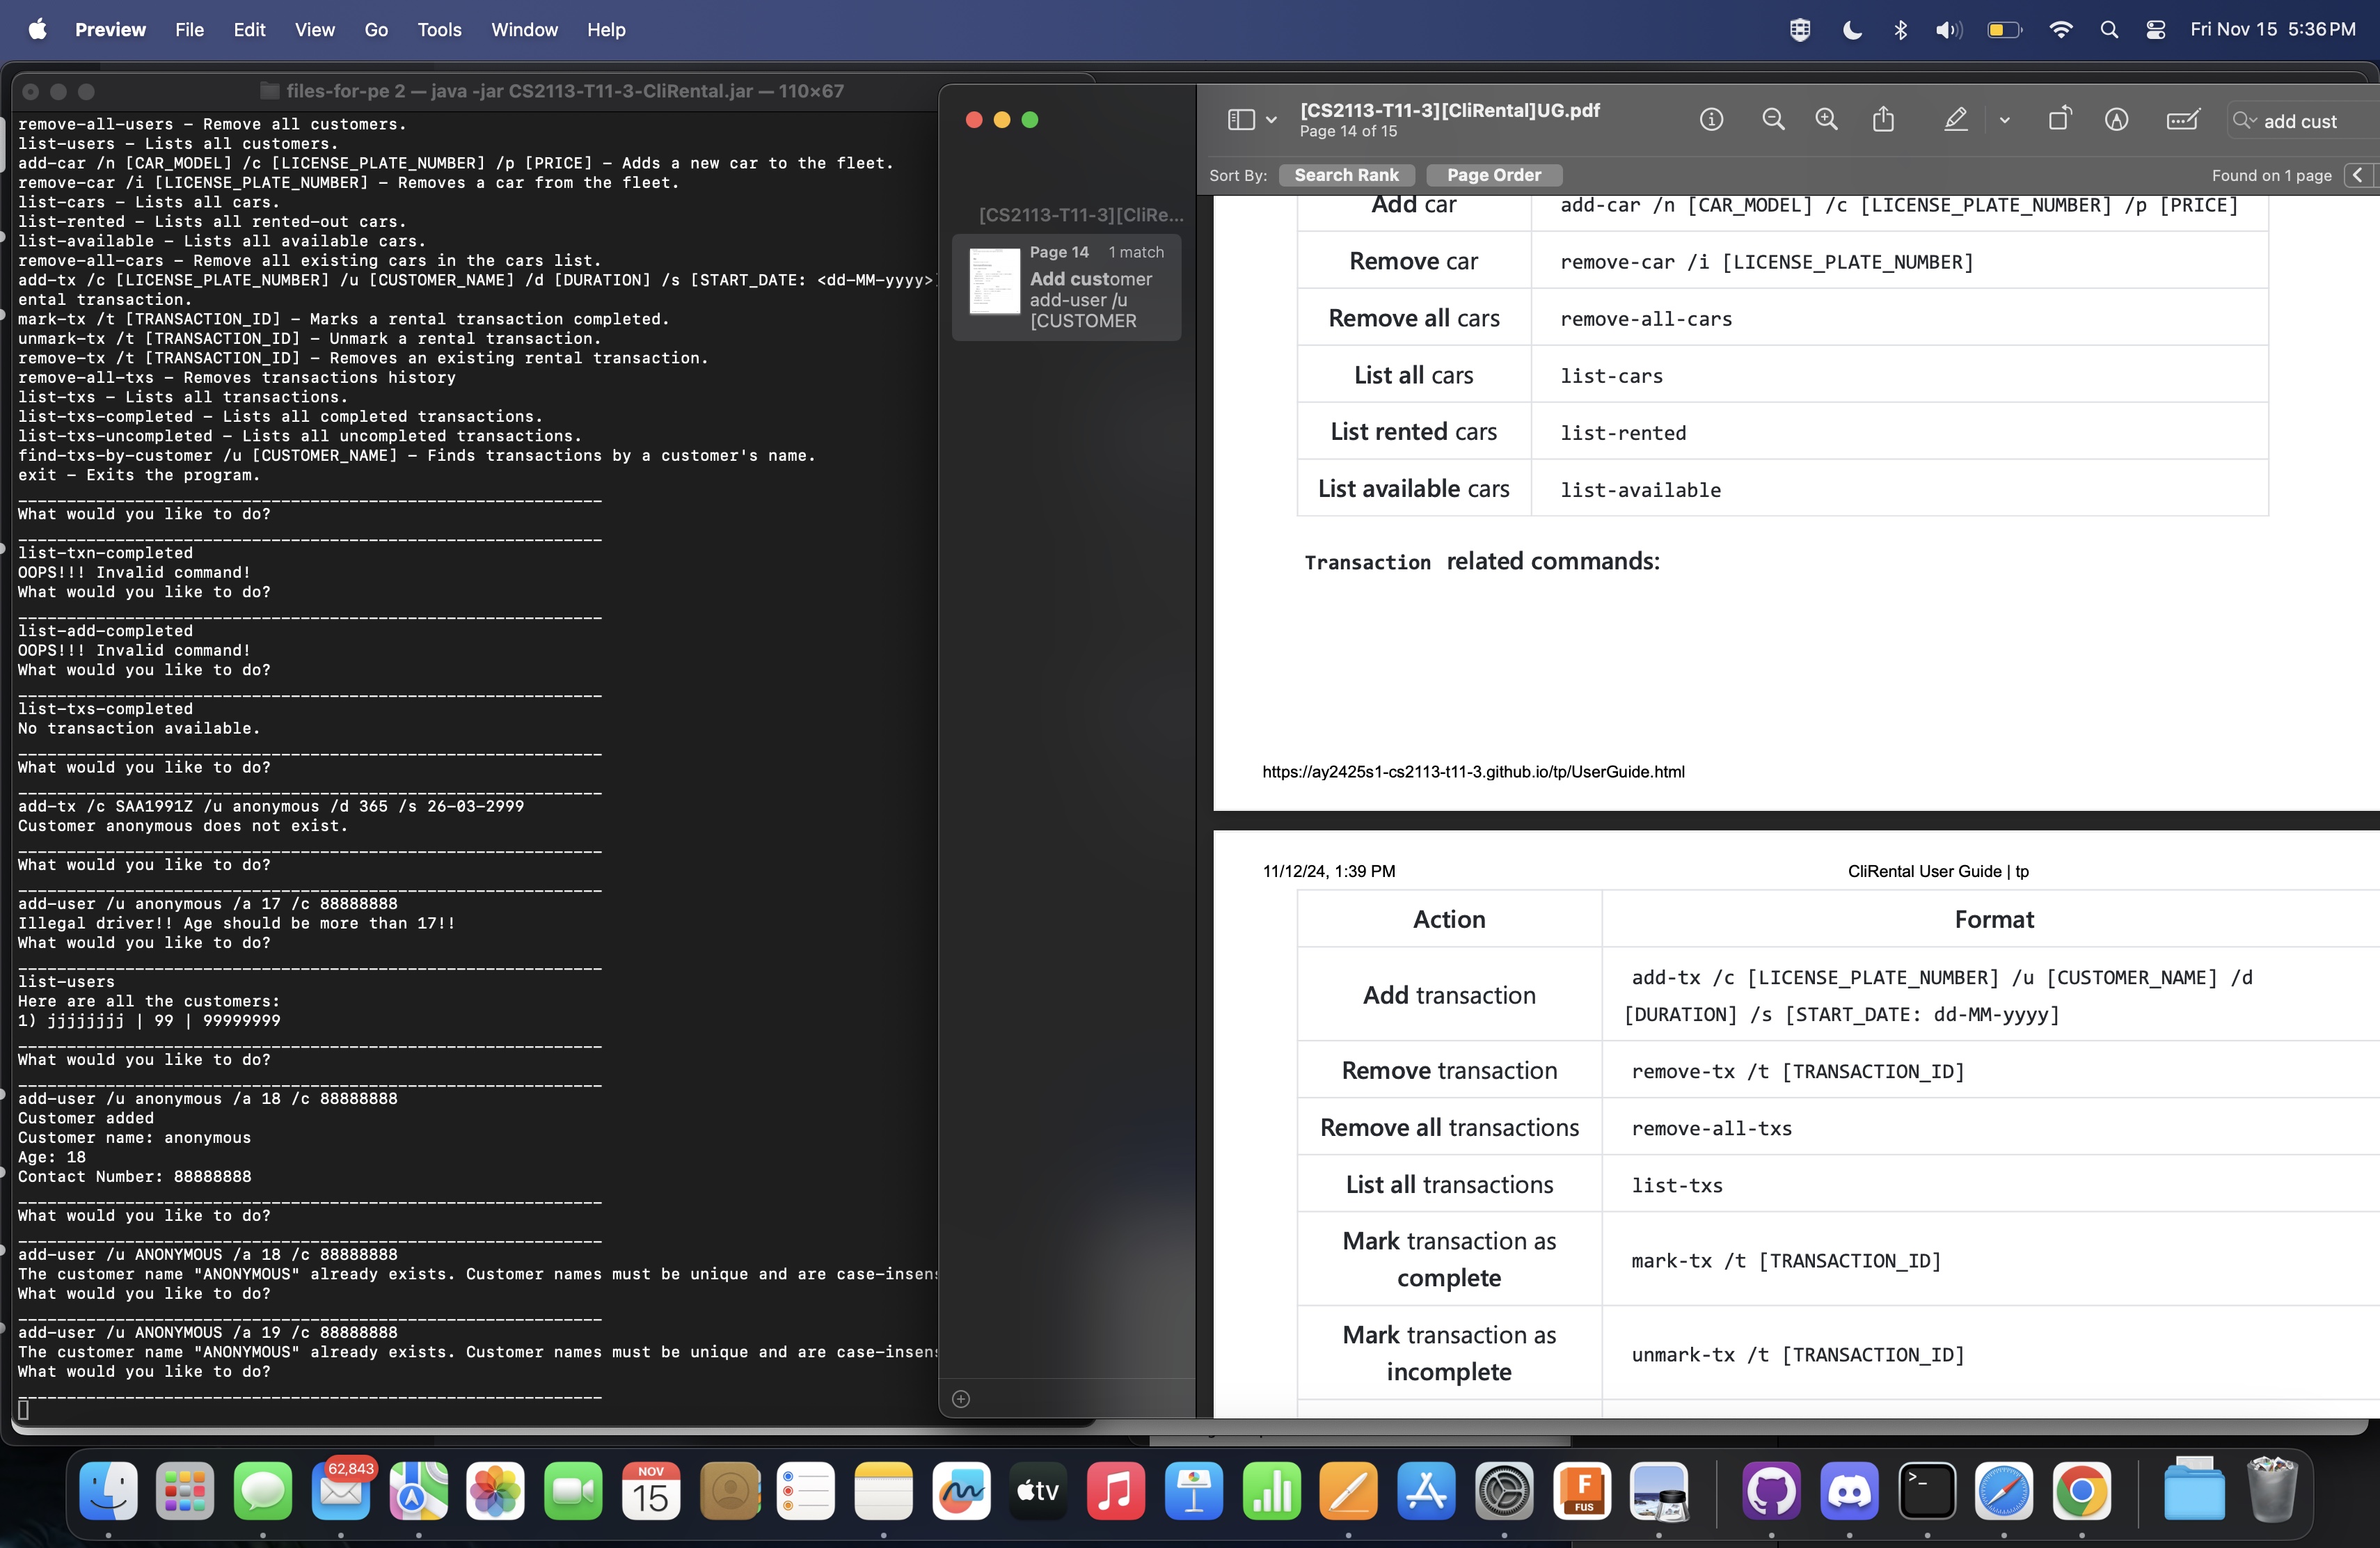 Preview File Edit View Go Tools Window Help
Fri Nov 15 5:36 PM
files-for-pe 2 — java -jar CS2113-T11-3-CliRental.jar — 110×67
remove-all-users - Remove all customers.
list-users - Lists all customers.
add-car /n [CAR_MODEL] /c [LICENSE_PLATE_NUMBER] /p [PRICE] - Adds a new car to the fleet.
remove-car /i [LICENSE_PLATE_NUMBER] - Removes a car from the fleet.
list-cars - Lists all cars.
list-rented - Lists all rented-out cars.
list-available - Lists all available cars.
remove-all-cars - Remove all existing cars in the cars list.
add-tx /c [LICENSE_PLATE_NUMBER] /u [CUSTOMER_NAME] /d [DURATION] /s [START_DATE: <dd-MM-yyyy>]
ental transaction.
mark-tx /t [TRANSACTION_ID] - Marks a rental transaction completed.
unmark-tx /t [TRANSACTION_ID] - Unmark a rental transaction.
remove-tx /t [TRANSACTION_ID] - Removes an existing rental transaction.
remove-all-txs - Removes transactions history
list-txs - Lists all transactions.
list-txs-completed - Lists all completed transactions.
list-txs-uncompleted - Lists all uncompleted transactions.
find-txs-by-customer /u [CUSTOMER_NAME] - Finds transactions by a customer's name.
exit - Exits the program.
____________________________________________________________
What would you like to do?
____________________________________________________________
list-txn-completed
OOPS!!! Invalid command!
What would you like to do?
____________________________________________________________
list-add-completed
OOPS!!! Invalid command!
What would you like to do?
____________________________________________________________
list-txs-completed
No transaction available.
____________________________________________________________
What would you like to do?
____________________________________________________________
add-tx /c SAA1991Z /u anonymous /d 365 /s 26-03-2999
Customer anonymous does not exist.
____________________________________________________________
What would you like to do?
____________________________________________________________
add-user /u anonymous /a 17 /c 88888888
Illegal driver!! Age should be more than 17!!
What would you like to do?
____________________________________________________________
list-users
Here are all the customers:
1) jjjjjjjj | 99 | 99999999
____________________________________________________________
What would you like to do?
____________________________________________________________
add-user /u anonymous /a 18 /c 88888888
Customer added
Customer name: anonymous
Age: 18
Contact Number: 88888888
____________________________________________________________
What would you like to do?
____________________________________________________________
add-user /u ANONYMOUS /a 18 /c 88888888
The customer name "ANONYMOUS" already exists. Customer names must be unique and are case-insens
What would you like to do?
____________________________________________________________
add-user /u ANONYMOUS /a 19 /c 88888888
The customer name "ANONYMOUS" already exists. Customer names must be unique and are case-insens
What would you like to do?
____________________________________________________________
[CS2113-T11-3][CliRe...
Page 14 1 match
Add customer
add-user /u
[CUSTOMER
[CS2113-T11-3][CliRental]UG.pdf
Page 14 of 15
add cust
Sort By: Search Rank Page Order
Found on 1 page
Add car add-car /n [CAR_MODEL] /c [LICENSE_PLATE_NUMBER] /p [PRICE]
Remove car remove-car /i [LICENSE_PLATE_NUMBER]
Remove all cars remove-all-cars
List all cars list-cars
List rented cars list-rented
List available cars list-available
Transaction related commands:
https://ay2425s1-cs2113-t11-3.github.io/tp/UserGuide.html
11/12/24, 1:39 PM CliRental User Guide | tp
Action Format
Add transaction add-tx /c [LICENSE_PLATE_NUMBER] /u [CUSTOMER_NAME] /d
[DURATION] /s [START_DATE: dd-MM-yyyy]
Remove transaction remove-tx /t [TRANSACTION_ID]
Remove all transactions remove-all-txs
List all transactions list-txs
Mark transaction as
complete mark-tx /t [TRANSACTION_ID]
Mark transaction as
incomplete unmark-tx /t [TRANSACTION_ID]
62,843
NOV
15
tv
F
FUS